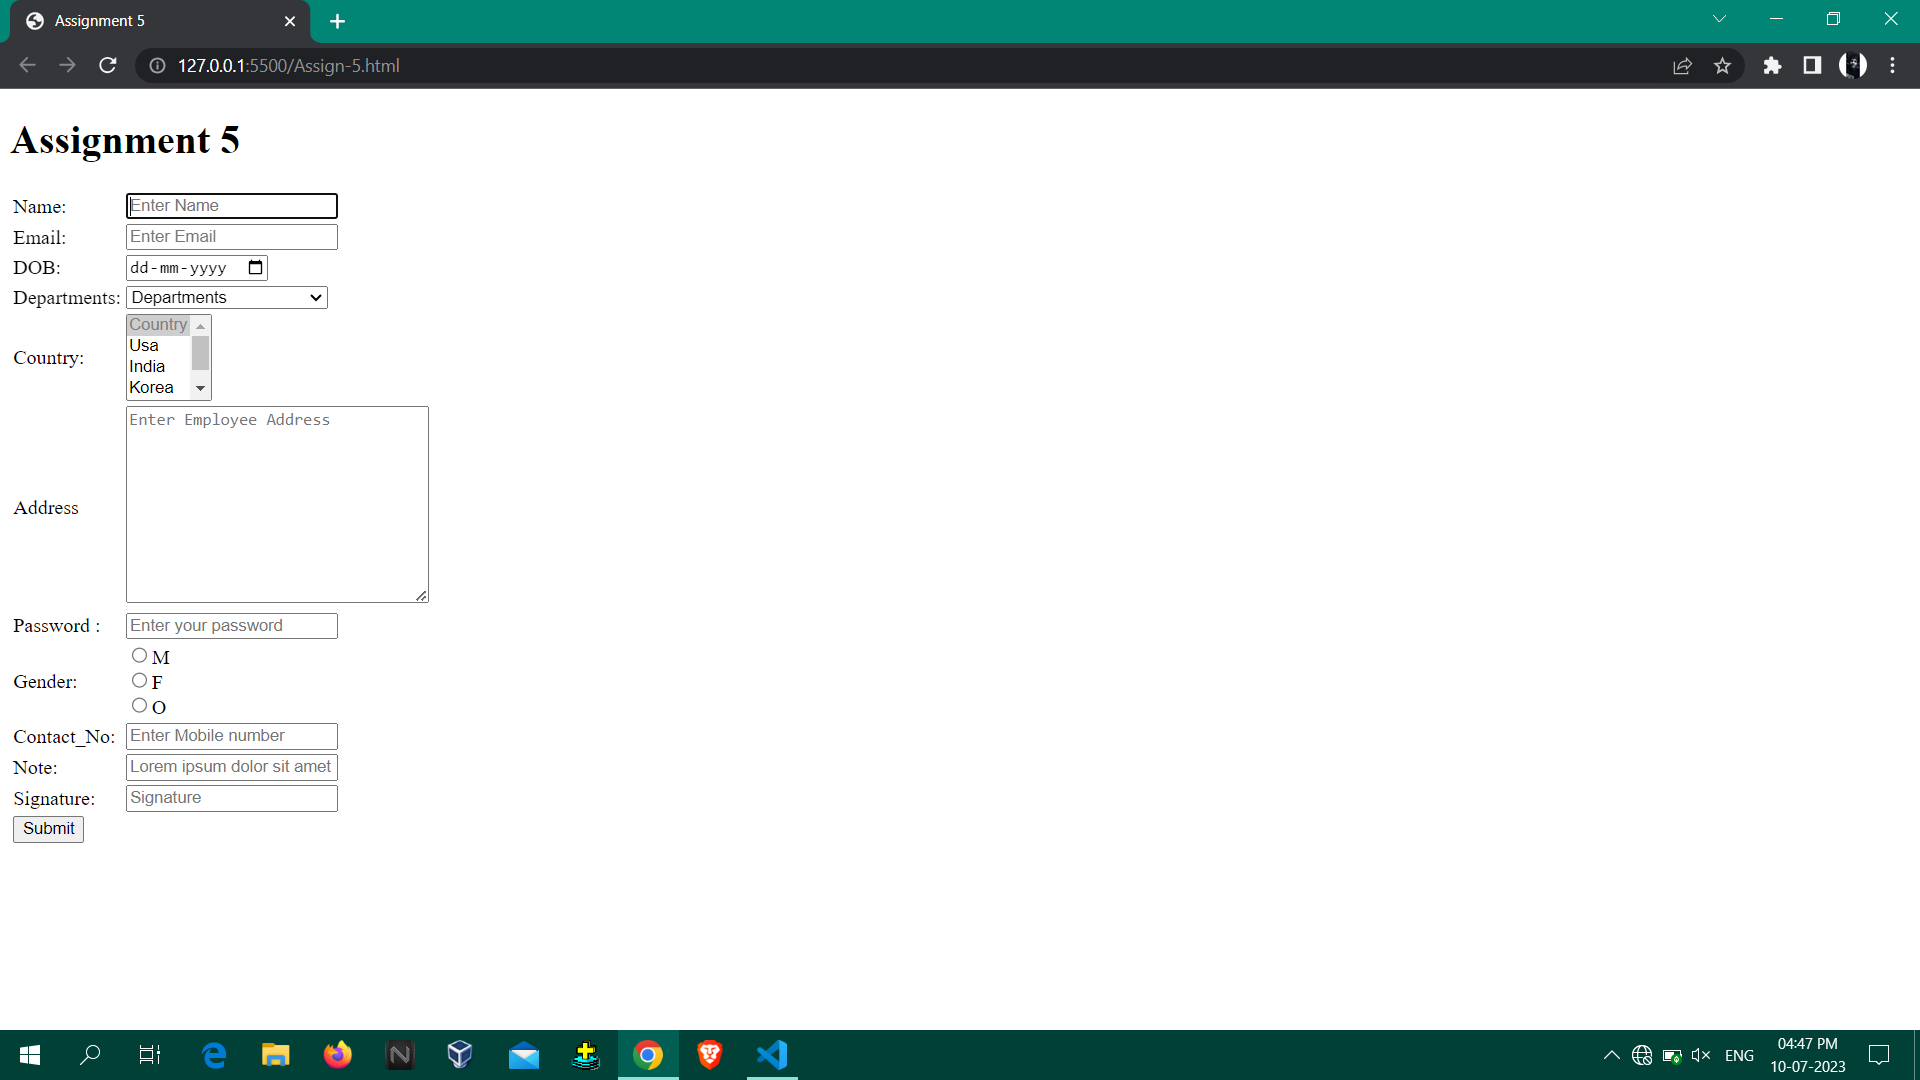 Assignment 5
127.0.0.1:5500/Assign-5.html
Assignment 5
Name: Enter Name
Email: Enter Email
DOB: dd-mm-yyyy
Departments: Departments
Country: Country
Usa
India
Korea
Address Enter Employee Address
Password : Enter your password
Gender: M
F
O
Contact_No: Enter Mobile number
Note: Lorem ipsum dolor sit amet
Signature: Signature
Submit
N
ENG
04:47 PM
10-07-2023